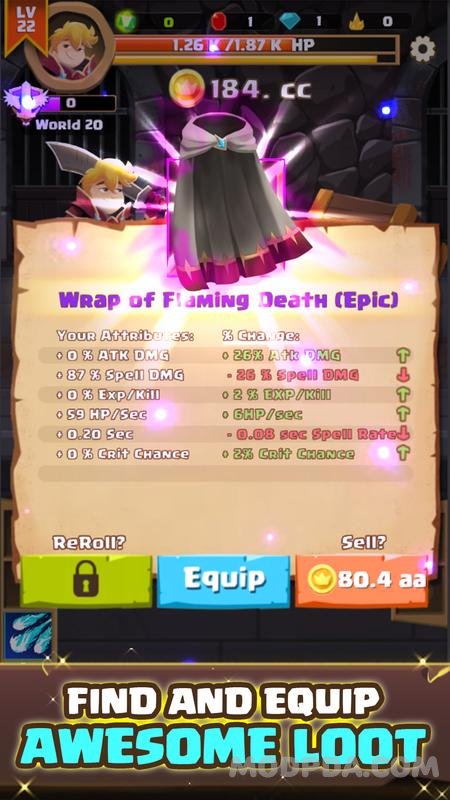 LV
22
0 1 1 0
1.26 K /1.87 K HP
0
184. cc
World 20
Wrap of Flaming Death (Epic)
Your Attributes: % Change:
+ 0 % ATK DMG + 26% Atk DMG
+ 87 % Spell DMG - 26 % Spell DMG
+ 0 % Exp/Kill + 2 % EXP/Kill
+ 59 HP/Sec + 6HP/sec
+ 0.20 Sec - 0.08 sec Spell Rate
+ 0 % Crit Chance + 2% Crit Chance
ReRoll? Sell?
Equip 80.4 aa
FIND AND EQUIP
AWESOME LOOT
MODPDA.COM